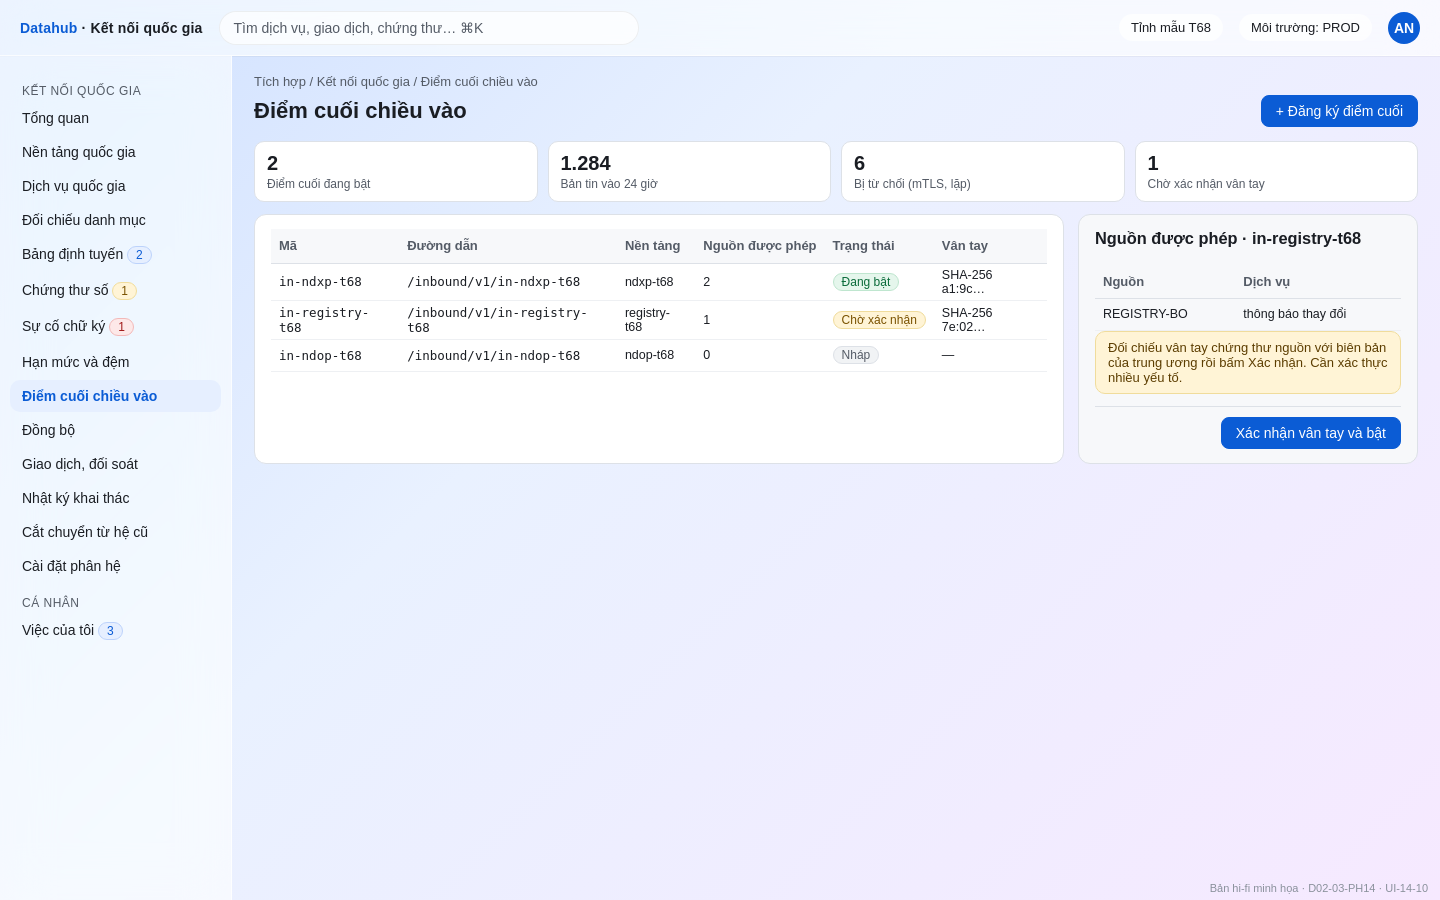 Datahub · Kết nối quốc gia
Tìm dịch vụ, giao dịch, chứng thư… ⌘K
Tỉnh mẫu T68
Môi trường: PROD
AN
KẾT NỐI QUỐC GIA
Tổng quan
Nền tảng quốc gia
Dịch vụ quốc gia
Đối chiếu danh mục
Bảng định tuyến 2
Chứng thư số 1
Sự cố chữ ký 1
Hạn mức và đệm
Điểm cuối chiều vào
Đồng bộ
Giao dịch, đối soát
Nhật ký khai thác
Cắt chuyển từ hệ cũ
Cài đặt phân hệ
CÁ NHÂN
Việc của tôi 3
Tích hợp / Kết nối quốc gia / Điểm cuối chiều vào
Điểm cuối chiều vào
+ Đăng ký điểm cuối
2
Điểm cuối đang bật
1.284
Bản tin vào 24 giờ
6
Bị từ chối (mTLS, lặp)
1
Chờ xác nhận vân tay
Mã Đường dẫn Nền tảng Nguồn được phép Trạng thái Vân tay
in-ndxp-t68 /inbound/v1/in-ndxp-t68 ndxp-t68 2 Đang bật SHA-256
a1:9c…
in-registry- /inbound/v1/in-registry- registry- 1 Chờ xác nhận SHA-256
t68 t68 t68 7e:02…
in-ndop-t68 /inbound/v1/in-ndop-t68 ndop-t68 0 Nháp —
Nguồn được phép · in-registry-t68
Nguồn Dịch vụ
REGISTRY-BO thông báo thay đổi
Đối chiếu vân tay chứng thư nguồn với biên bản
của trung ương rồi bấm Xác nhận. Cần xác thực
nhiều yếu tố.
Xác nhận vân tay và bật
Bản hi-fi minh họa · D02-03-PH14 · UI-14-10